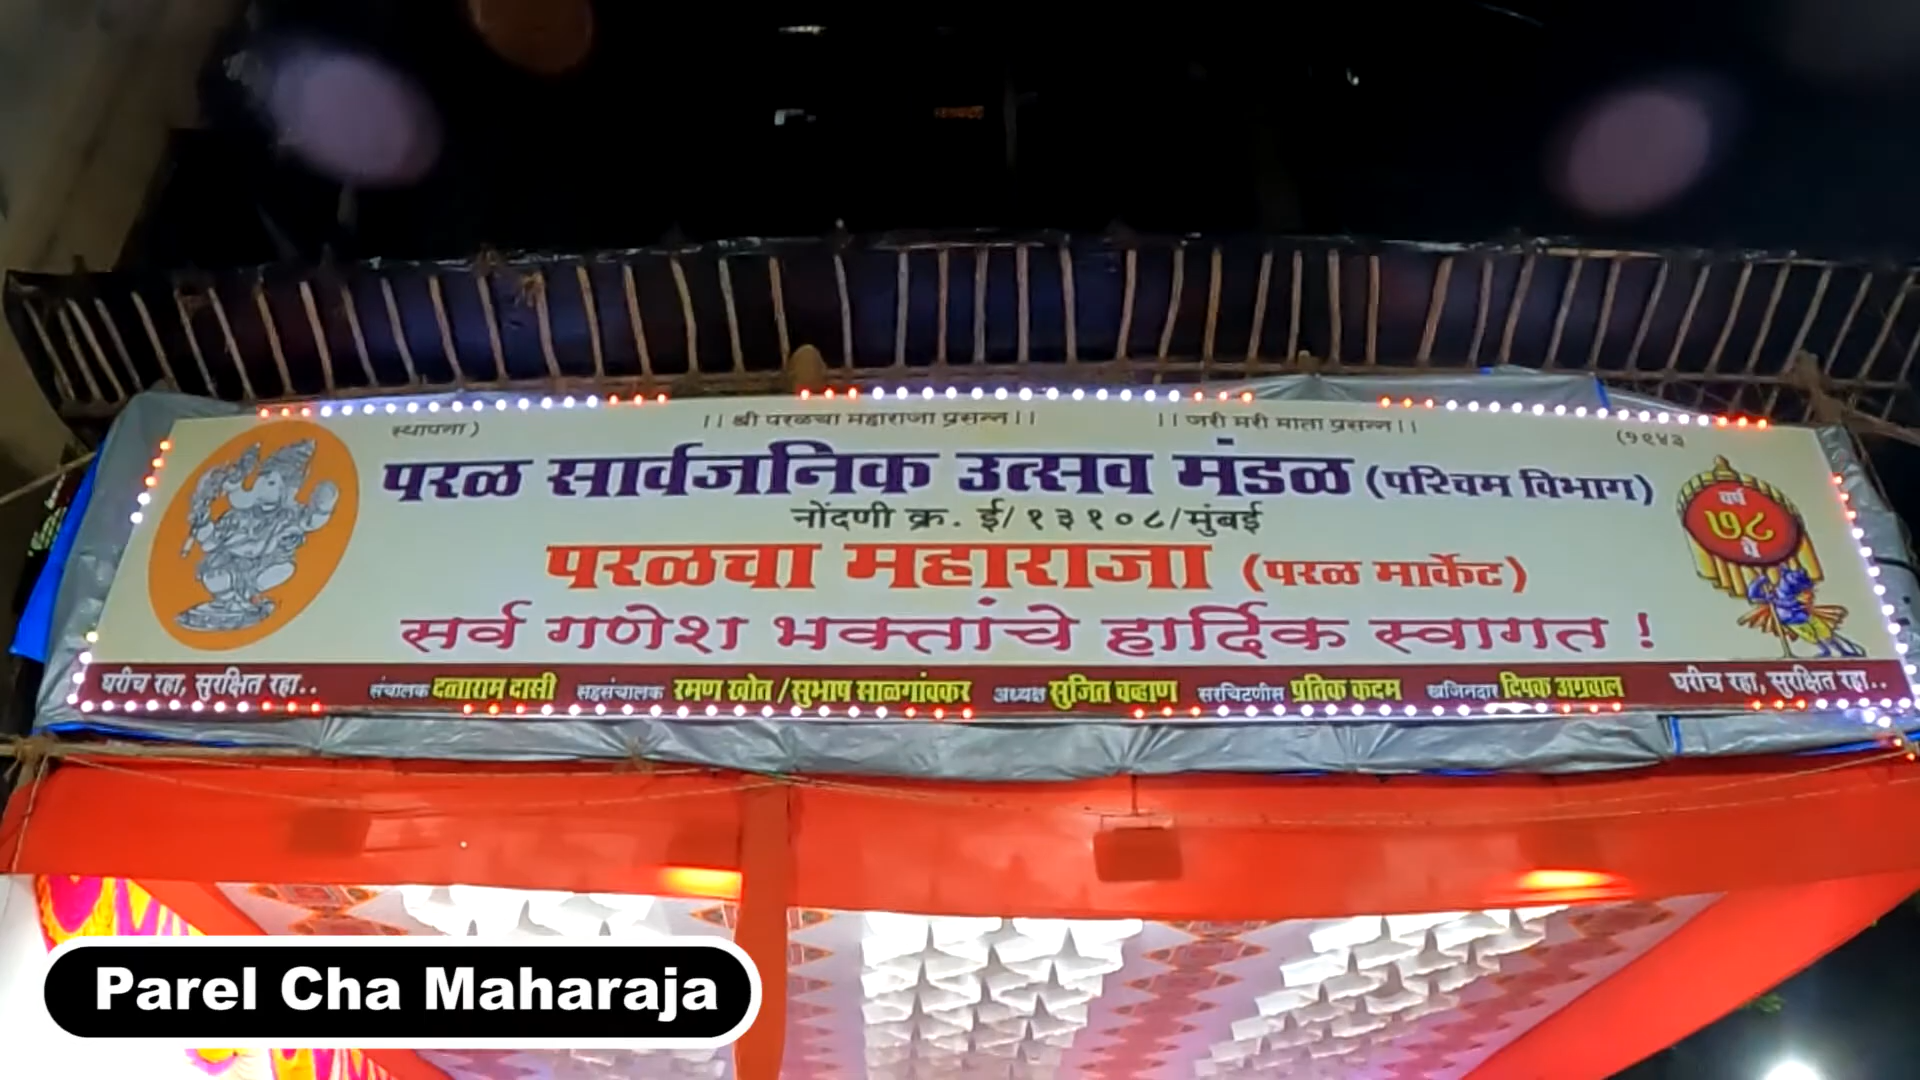 स्थापना)
|| श्री परळचा महाराजा प्रसन्न ||
|| जरी मरी माता प्रसन्न ||
(१९४३
परळ सार्वजनिक उत्सव मंडळ (पश्चिम विभाग)
नोंदणी क्र. ई/१३१०८/मुंबई
परळचा महाराजा (परळ मार्केट)
सर्व गणेश भक्तांचे हार्दिक स्वागत !
वर्ष
७८
वे
घरीच रहा, सुरक्षित रहा..
संचालक दत्ताराम दासी सहसंचालक रमण खोत / सुभाष साळगांवकर अध्यक्ष सुजित चव्हाण सरचिटणीस प्रतिक कदम खजिनदार दिपक अग्रवाल
घरीच रहा, सुरक्षित रहा..
Parel Cha Maharaja